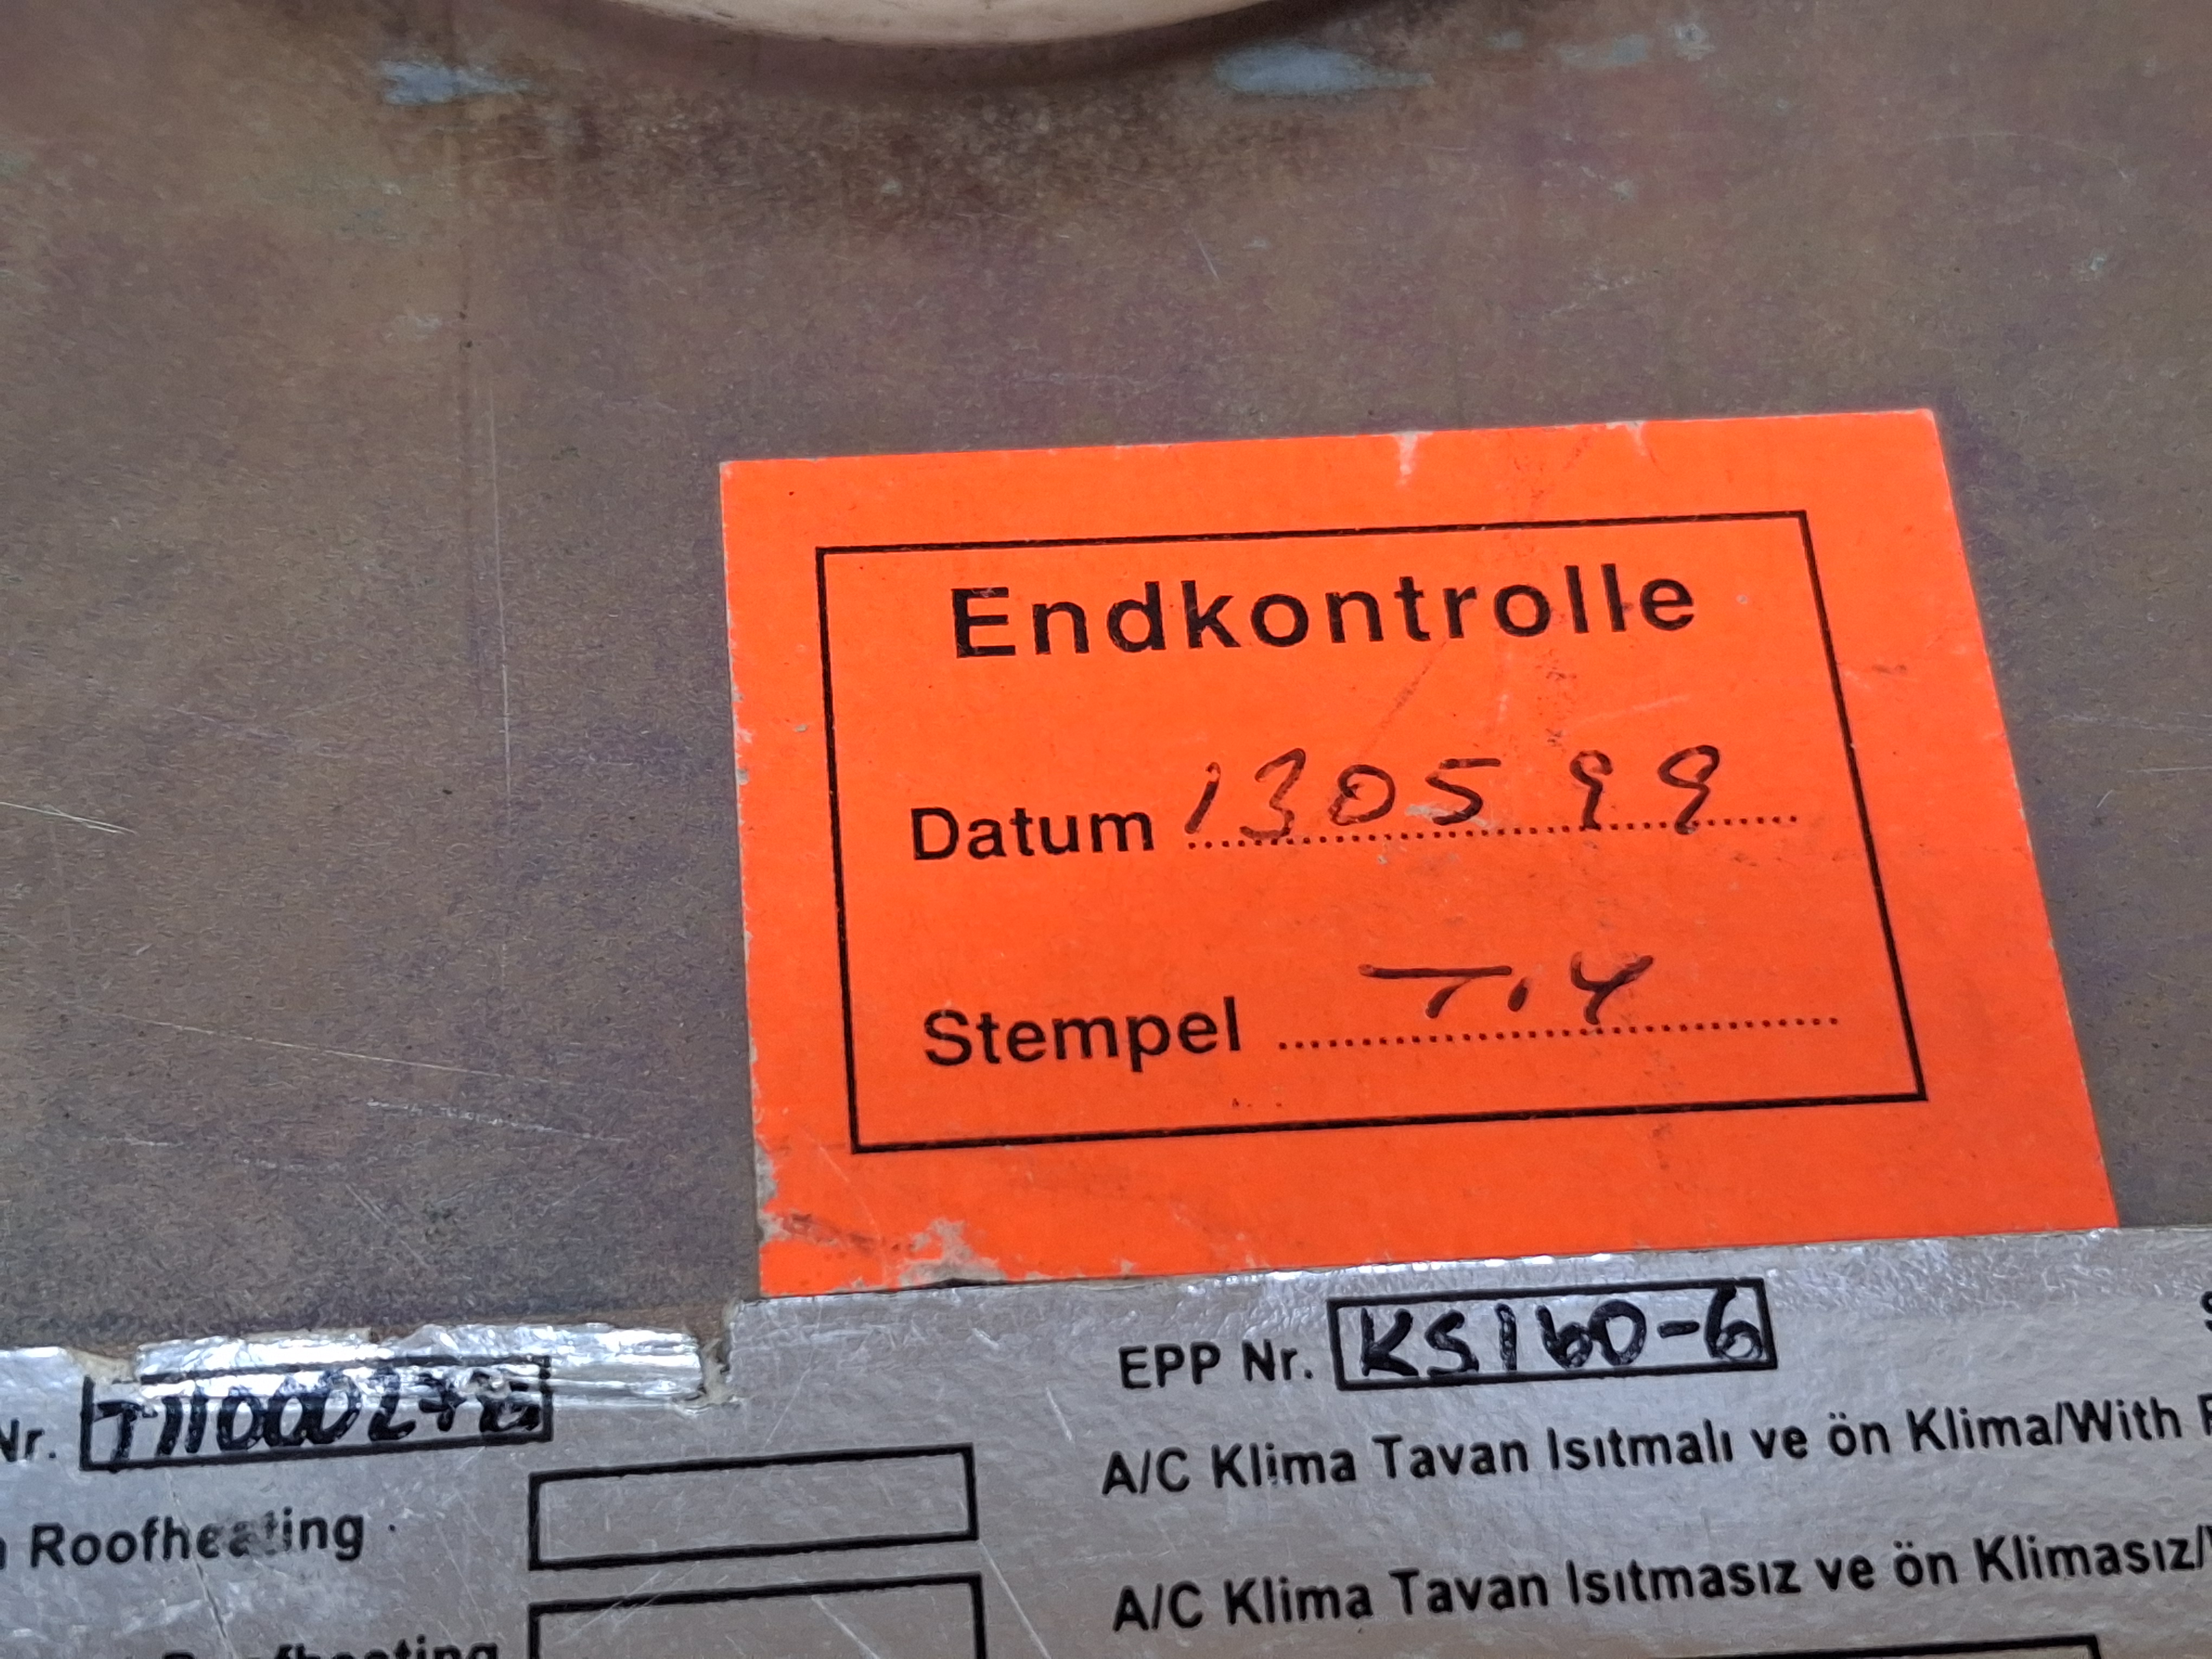 Endkontrolle
Datum 130599
Stempel T.4
EPP Nr. KS160-6
Nr.
A/C Klima Tavan Isıtmalı ve ön Klima/With
Roofheating
A/C Klima Tavan Isıtmasız ve ön Klimasız/